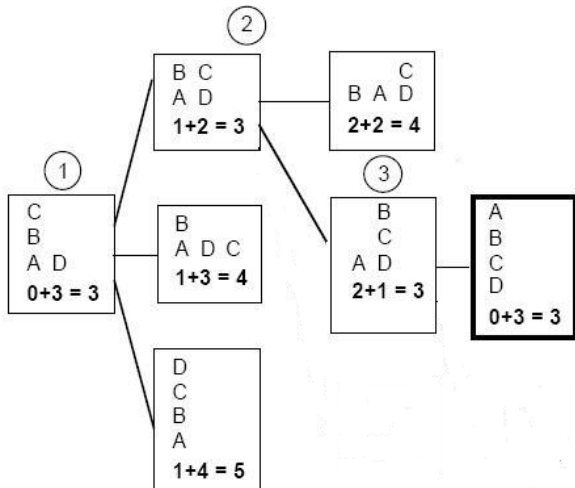 1
C
B
A D
0+3 = 3
2
B C
A D
1+2 = 3
C
B A D
2+2 = 4
B
A D C
1+3 = 4
3
B
C
A D
2+1 = 3
A
B
C
D
0+3 = 3
D
C
B
A
1+4 = 5